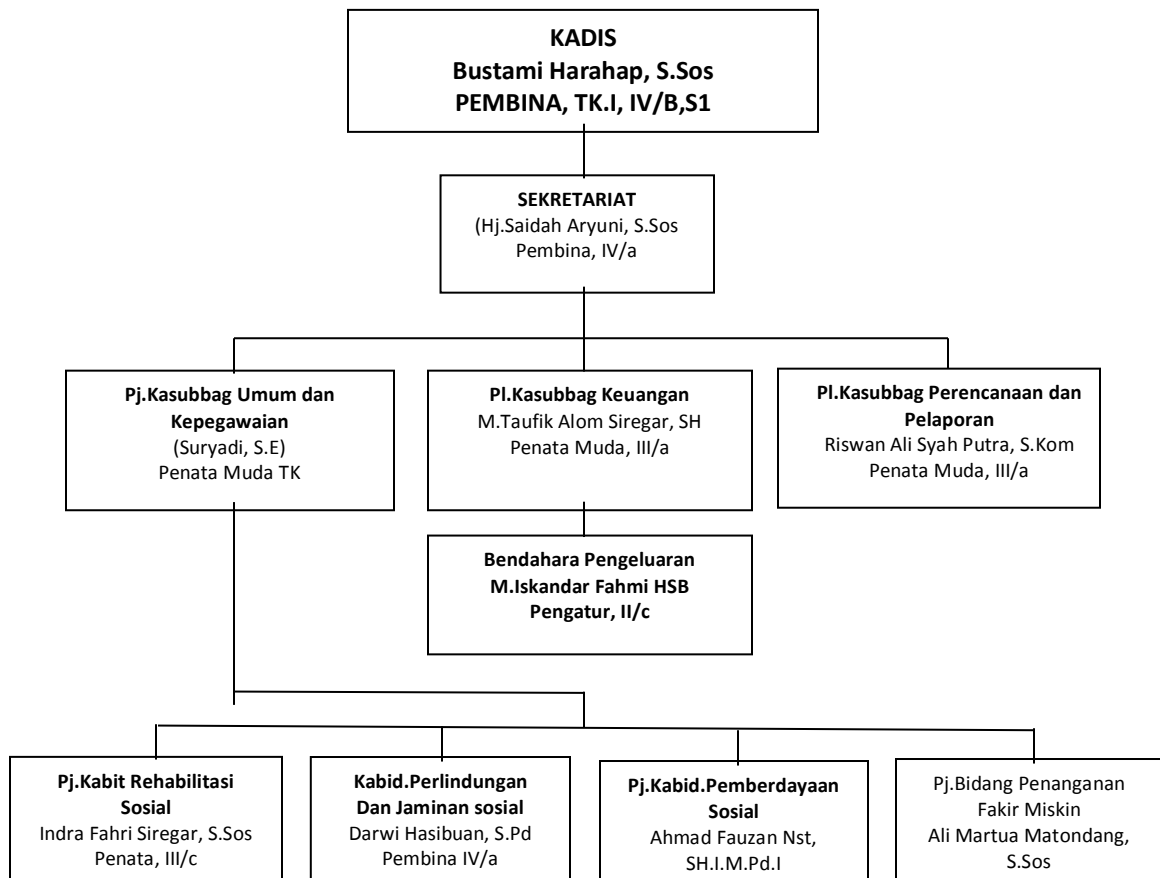 KADIS
Bustami Harahap, S.Sos
PEMBINA, TK.I, IV/B,S1
SEKRETARIAT
(Hj.Saidah Aryuni, S.Sos
Pembina, IV/a
Pj.Kasubbag Umum dan
Kepegawaian
(Suryadi, S.E)
Penata Muda TK
Pl.Kasubbag Keuangan
M.Taufik Alom Siregar, SH
Penata Muda, III/a
Pl.Kasubbag Perencanaan dan
Pelaporan
Riswan Ali Syah Putra, S.Kom
Penata Muda, III/a
Bendahara Pengeluaran
M.Iskandar Fahmi HSB
Pengatur, II/c
Pj.Kabit Rehabilitasi
Sosial
Indra Fahri Siregar, S.Sos
Penata, III/c
Kabid.Perlindungan
Dan Jaminan sosial
Darwi Hasibuan, S.Pd
Pembina IV/a
Pj.Kabid.Pemberdayaan
Sosial
Ahmad Fauzan Nst,
SH.I.M.Pd.I
Pj.Bidang Penanganan
Fakir Miskin
Ali Martua Matondang,
S.Sos